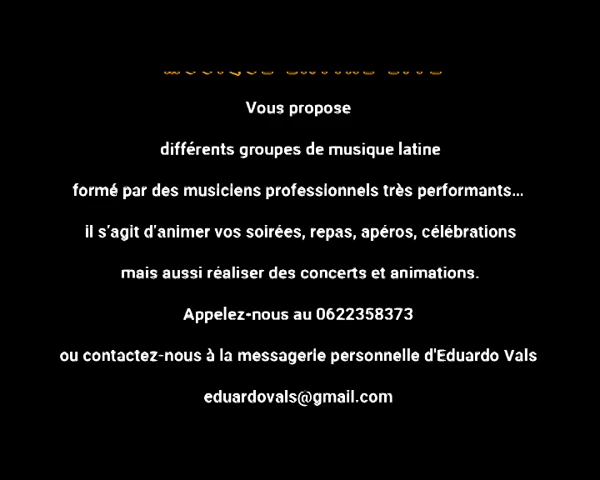 Vous propose
différents groupes de musique latine
formé par des musiciens professionnels très performants...
il s'agit d'animer vos soirées, repas, apéros, célébrations
mais aussi réaliser des concerts et animations.
Appelez-nous au 0622358373
ou contactez-nous à la messagerie personnelle d'Eduardo Vals
eduardovals@gmail.com